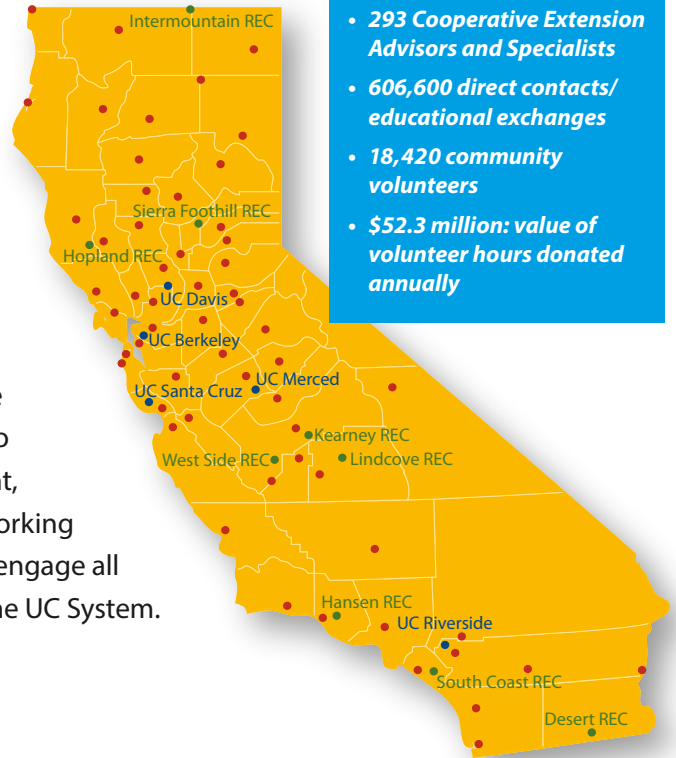 Intermountain REC
• 293 Cooperative Extension
Advisors and Specialists
• 606,600 direct contacts/
educational exchanges
• 18,420 community
volunteers
• $52.3 million: value of
volunteer hours donated
annually
Sierra Foothill REC
Hopland REC
UC Davis
UC Berkeley
UC Merced
UC Santa Cruz
Kearney REC
West Side REC
Lindcove REC
Hansen REC
UC Riverside
South Coast REC
Desert REC
orking
engage all
UC System.